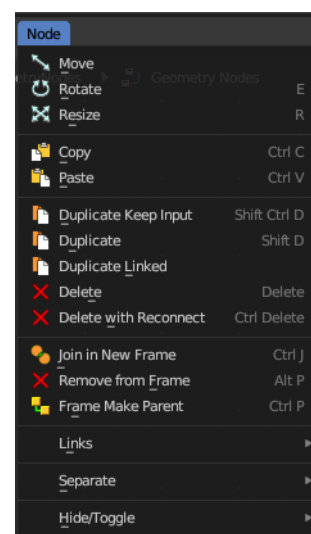 Node
Move
Geometry Nodes
Rotate E
Resize R
Copy Ctrl C
Paste Ctrl V
Duplicate Keep Input Shift Ctrl D
Duplicate Shift D
Duplicate Linked
Delete Delete
Delete with Reconnect Ctrl Delete
Join in New Frame Ctrl J
Remove from Frame Alt P
Frame Make Parent Ctrl P
Links
Separate
Hide/Toggle